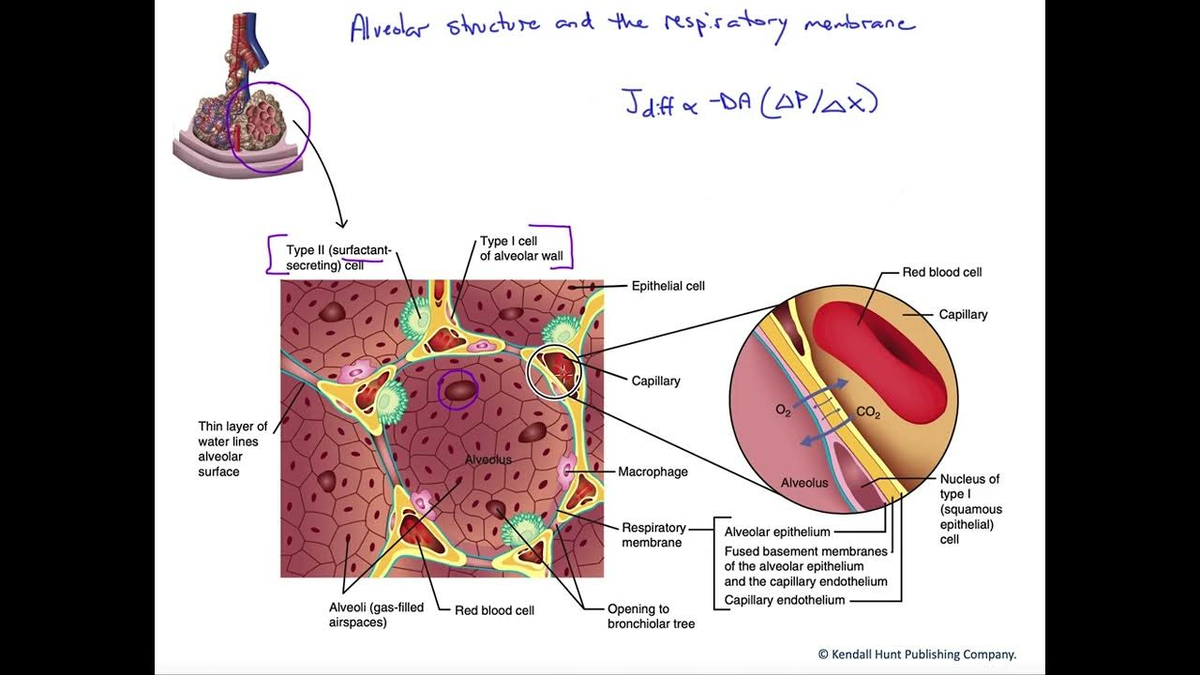 Alveolar structure and the respiratory membrane
Jdiff ∝ -DA (ΔP/ΔX)
Type II (surfactant-
secreting) cell
Type I cell
of alveolar wall
Epithelial cell
Red blood cell
Capillary
Capillary
O2
CO2
Thin layer of
water lines
alveolar
surface
Alveolus
Macrophage
Alveolus
Nucleus of
type I
(squamous
epithelial)
cell
Respiratory
membrane
Alveolar epithelium
Fused basement membranes
of the alveolar epithelium
and the capillary endothelium
Capillary endothelium
Alveoli (gas-filled
airspaces)
Red blood cell
Opening to
bronchiolar tree
© Kendall Hunt Publishing Company.